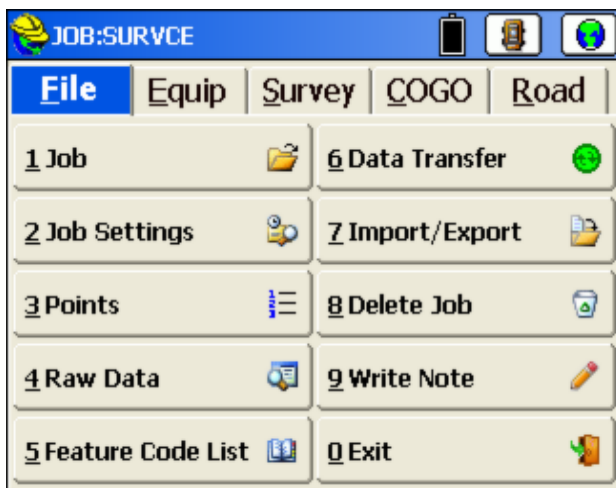 JOB:SURVCE
File Equip Survey COGO Road
1 Job
6 Data Transfer
2 Job Settings
7 Import/Export
3 Points
8 Delete Job
4 Raw Data
9 Write Note
5 Feature Code List
0 Exit